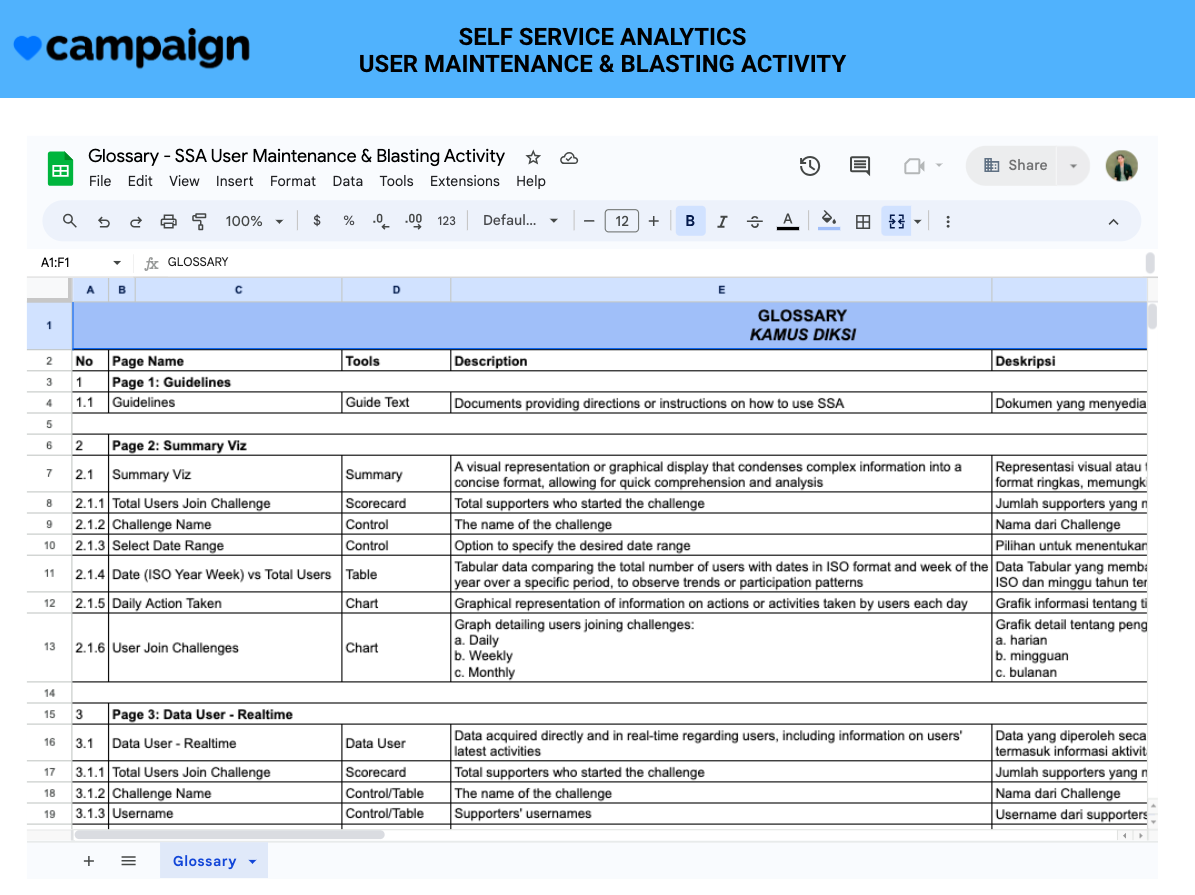 campaign
SELF SERVICE ANALYTICS
USER MAINTENANCE & BLASTING ACTIVITY
Glossary - SSA User Maintenance & Blasting Activity
File Edit View Insert Format Data Tools Extensions Help
Share
100% $ % .0 .00 123 Defaul... − 12 + B I S A
A1:F1 fx GLOSSARY
A B C D E
1 GLOSSARY
KAMUS DIKSI
2 No Page Name Tools Description Deskripsi
3 1 Page 1: Guidelines
4 1.1 Guidelines Guide Text Documents providing directions or instructions on how to use SSA Dokumen yang menyedia
5
6 2 Page 2: Summary Viz
7 2.1 Summary Viz Summary A visual representation or graphical display that condenses complex information into a Representasi visual atau
concise format, allowing for quick comprehension and analysis format ringkas, memungk
8 2.1.1 Total Users Join Challenge Scorecard Total supporters who started the challenge Jumlah supporters yang
9 2.1.2 Challenge Name Control The name of the challenge Nama dari Challenge
10 2.1.3 Select Date Range Control Option to specify the desired date range Pilihan untuk menentukan
11 2.1.4 Date (ISO Year Week) vs Total Users Table Tabular data comparing the total number of users with dates in ISO format and week of the Data Tabular yang memba
year over a specific period, to observe trends or participation patterns ISO dan minggu tahun ter
12 2.1.5 Daily Action Taken Chart Graphical representation of information on actions or activities taken by users each day Grafik informasi tentang ti
13 2.1.6 User Join Challenges Chart Graph detailing users joining challenges: Grafik detail tentang peng
a. Daily a. harian
b. Weekly b. mingguan
c. Monthly c. bulanan
14
15 3 Page 3: Data User - Realtime
16 3.1 Data User - Realtime Data User Data acquired directly and in real-time regarding users, including information on users' Data yang diperoleh seca
latest activities termasuk informasi aktivit
17 3.1.1 Total Users Join Challenge Scorecard Total supporters who started the challenge Jumlah supporters yang
18 3.1.2 Challenge Name Control/Table The name of the challenge Nama dari Challenge
19 3.1.3 Username Control/Table Supporters' usernames Username dari supporters
+ Glossary